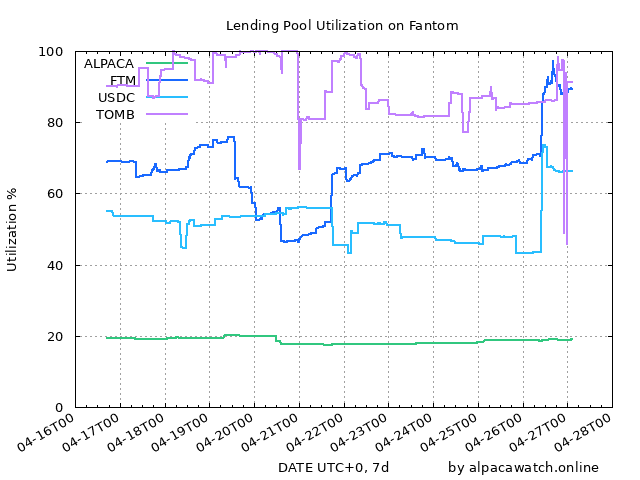 Lending Pool Utilization on Fantom
100
80
60
40
20
0
Utilization %
ALPACA
FTM
USDC
TOMB
04-16T00
04-17T00
04-18T00
04-19T00
04-20T00
04-21T00
04-22T00
04-23T00
04-24T00
04-25T00
04-26T00
04-27T00
04-28T00
DATE UTC+0, 7d
by alpacawatch.online